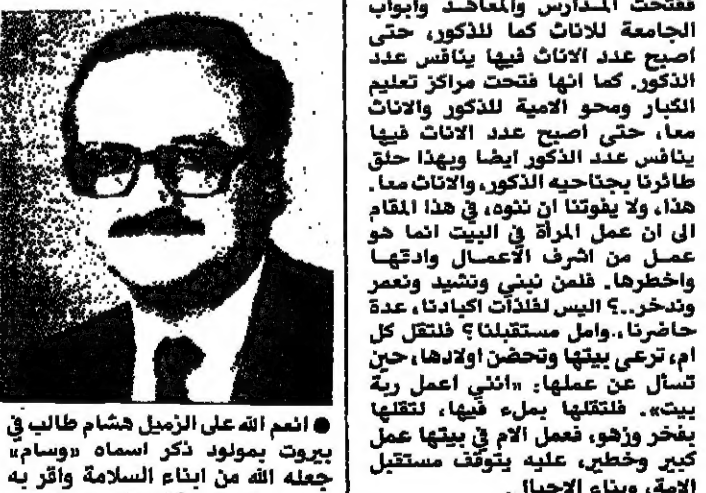 ففتحت المدارس والمعاهد وابواب
الجامعة للاناث كما للذكور، حتى
اصبح عدد الاناث فيها ينافس عدد
الذكور. كما انها فتحت مراكز تعليم
الكبار ومحو الامية للذكور والاناث
معا، حتى اصبح عدد الاناث فيها
ينافس عدد الذكور ايضا وبهذا حلق
طائرنا بجناحيه الذكور، والاناث معا.
هذا، ولا يفوتنا ان ننوه، في هذا المقام
الى ان عمل المرأة في البيت انما هو
عمــل من اشرف الأعمــال وادقهــا
واخطرها. فلمن نبني ونشيد ونعمر
وندخر..؟ اليس لفلذات اكبادنا، عدة
حاضرنا، وامل مستقبلنا؟ فلتقل كل
ام، ترعى بيتها وتحضن اولادها، حين
تسأل عن عملها: «انني اعمل ربة
بيت». فلتقلها بملء فيها، لتقلها
بفخر وزهو، فعمل الام في بيتها عمل
كبير وخطير، عليه يتوقف مستقبل
الامة، وبناء الاجيال.
● انعم الله على الزميل هشام طالب في
بيروت بمولود ذكر اسماه «وسام»
جعله الله من ابناء السلامة واقر به